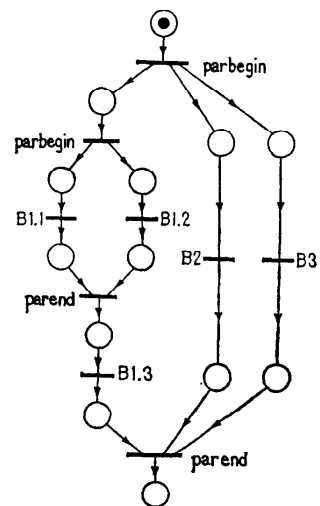 parbegin
parbegin
B1.1
B1.2
B2
B3
parend
B1.3
parend